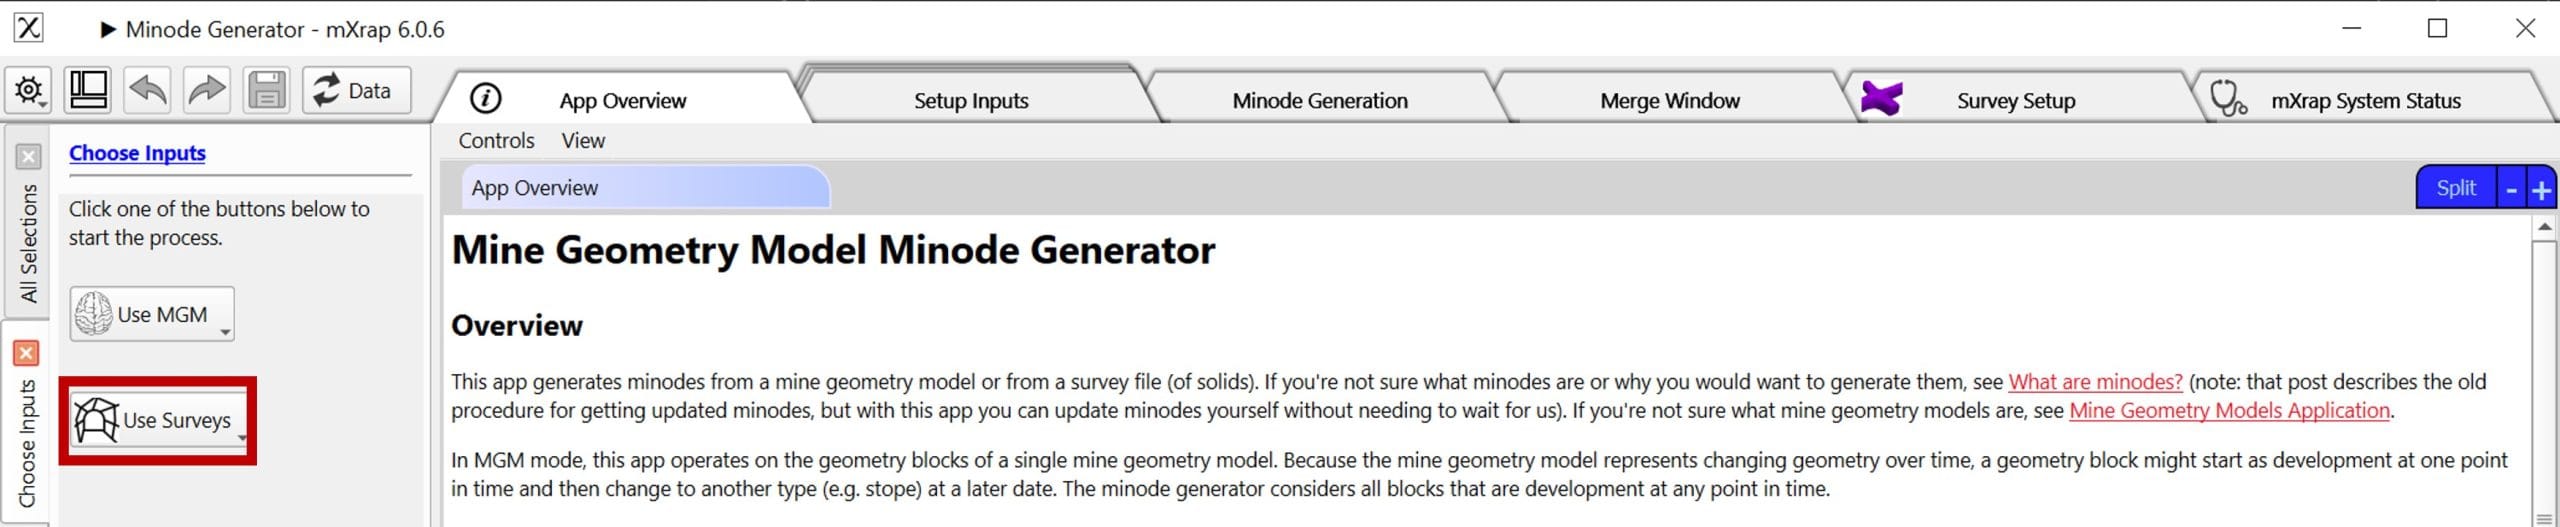 Minode Generator - mXrap 6.0.6
Data
App Overview
Setup Inputs
Minode Generation
Merge Window
Survey Setup
mXrap System Status
All Selections
Choose Inputs
Choose Inputs
Click one of the buttons below to
start the process.
Use MGM
Use Surveys
Controls View
App Overview
Split - +
Mine Geometry Model Minode Generator
Overview
This app generates minodes from a mine geometry model or from a survey file (of solids). If you're not sure what minodes are or why you would want to generate them, see What are minodes? (note: that post describes the old
procedure for getting updated minodes, but with this app you can update minodes yourself without needing to wait for us). If you're not sure what mine geometry models are, see Mine Geometry Models Application.
In MGM mode, this app operates on the geometry blocks of a single mine geometry model. Because the mine geometry model represents changing geometry over time, a geometry block might start as development at one point
in time and then change to another type (e.g. stope) at a later date. The minode generator considers all blocks that are development at any point in time.